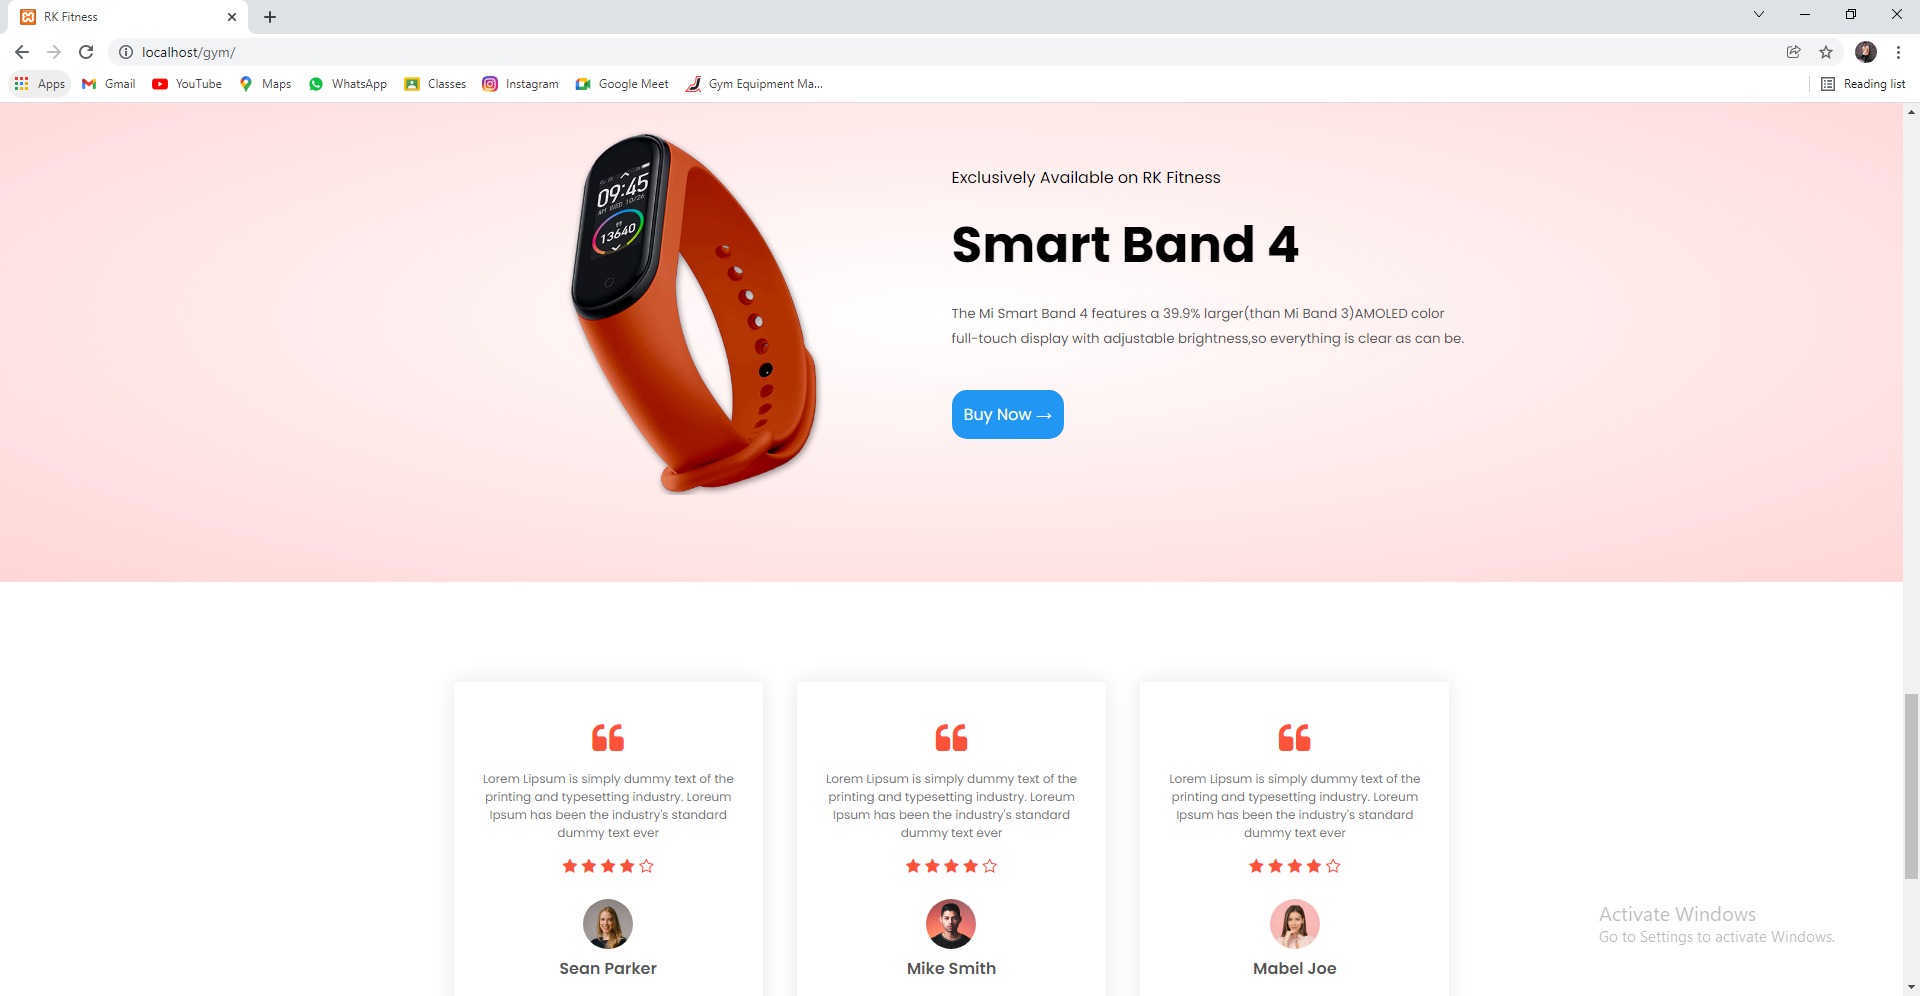 RK Fitness
localhost/gym/
Apps
Gmail
YouTube
Maps
WhatsApp
Classes
Instagram
Google Meet
Gym Equipment Ma...
Reading list
09:45
AM WED 10/26
13640
Exclusively Available on RK Fitness
Smart Band 4
The Mi Smart Band 4 features a 39.9% larger(than Mi Band 3)AMOLED color
full-touch display with adjustable brightness,so everything is clear as can be.
Buy Now →
Lorem Lipsum is simply dummy text of the
printing and typesetting industry. Loreum
Ipsum has been the industry's standard
dummy text ever
Sean Parker
Lorem Lipsum is simply dummy text of the
printing and typesetting industry. Loreum
Ipsum has been the industry's standard
dummy text ever
Mike Smith
Lorem Lipsum is simply dummy text of the
printing and typesetting industry. Loreum
Ipsum has been the industry's standard
dummy text ever
Mabel Joe
Activate Windows
Go to Settings to activate Windows.